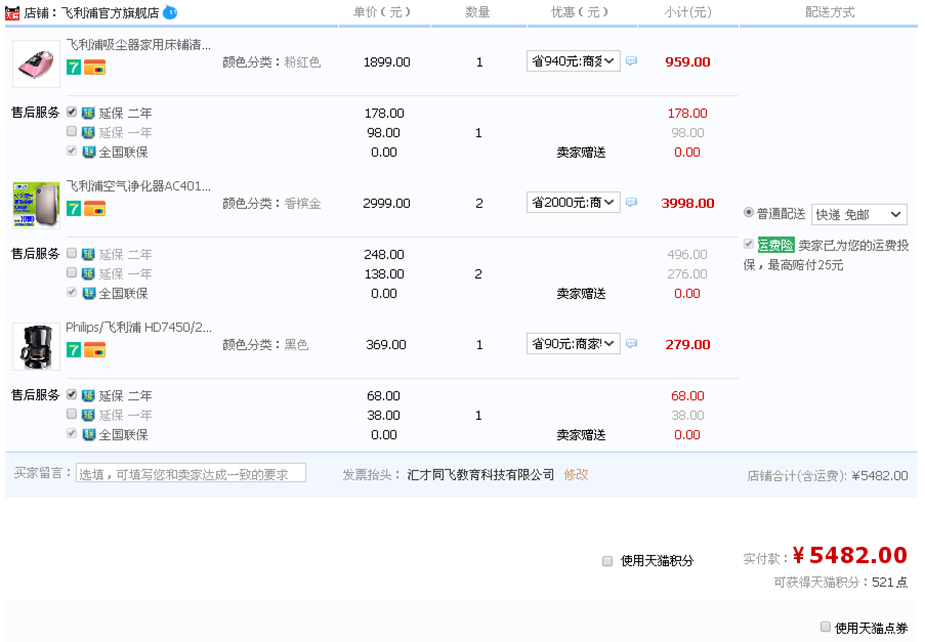 店铺：飞利浦官方旗舰店 单价（元） 数量 优惠（元） 小计(元) 配送方式
飞利浦吸尘器家用床铺清...
7
颜色分类：粉红色 1899.00 1 省940元:商家 959.00
售后服务 延 延保 二年 178.00 178.00
延 延保 一年 98.00 1 98.00
联 全国联保 0.00 卖家赠送 0.00
飞利浦空气净化器AC401...
7
颜色分类：香槟金 2999.00 2 省2000元:商 3998.00
普通配送 快递 免邮
运费险 卖家已为您的运费投
保，最高赔付25元
售后服务 延 延保 二年 248.00 496.00
延 延保 一年 138.00 2 276.00
联 全国联保 0.00 卖家赠送 0.00
Philips/飞利浦 HD7450/2...
7
颜色分类：黑色 369.00 1 省90元:商家 279.00
售后服务 延 延保 二年 68.00 68.00
延 延保 一年 38.00 1 38.00
联 全国联保 0.00 卖家赠送 0.00
买家留言： 选填，可填写您和卖家达成一致的要求 发票抬头： 汇才同飞教育科技有限公司 修改 店铺合计(含运费): ¥5482.00
使用天猫积分 实付款：¥5482.00
可获得天猫积分：521点
使用天猫点券